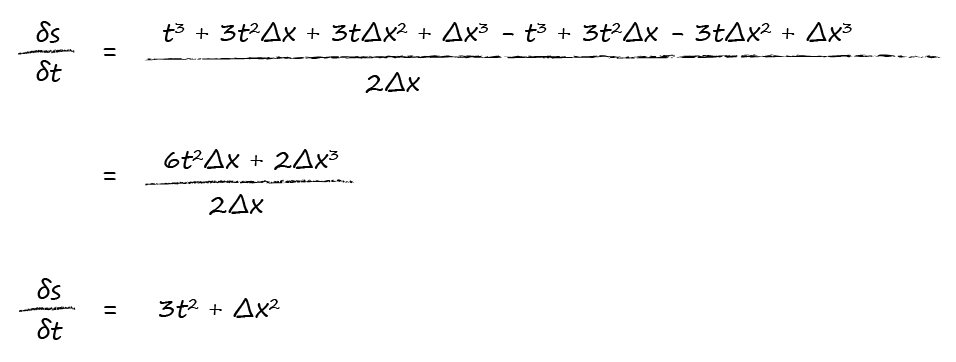 δs/δt = (t³ + 3t²Δx + 3tΔx² + Δx³ - t³ + 3t²Δx - 3tΔx² + Δx³) / 2Δx
= (6t²Δx + 2Δx³) / 2Δx
δs/δt = 3t² + Δx²